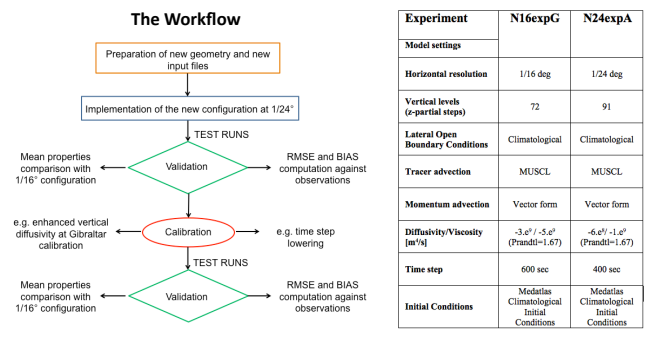 The Workflow
Preparation of new geometry and new
input files
Implementation of the new configuration at 1/24°
TEST RUNS
Mean properties
comparison with
1/16° configuration
Validation
RMSE and BIAS
computation against
observations
e.g. enhanced vertical
diffusivity at Gibraltar
calibration
Calibration
e.g. time step
lowering
TEST RUNS
Mean properties
comparison with
1/16° configuration
Validation
RMSE and BIAS
computation against
observations
Experiment N16expG N24expA
Model settings
Horizontal resolution 1/16 deg 1/24 deg
Vertical levels
(z-partial steps) 72 91
Lateral Open
Boundary Conditions Climatological Climatological
Tracer advection MUSCL MUSCL
Momentum advection Vector form Vector form
Diffusivity/Viscosity -3.e⁹ / -5.e⁹ -6.e⁸/ -1.e⁹
[m⁴/s] (Prandtl=1.67) (Prandtl=1.67)
Time step 600 sec 400 sec
Initial Conditions
Medatlas Medatlas
Climatological Climatological
Initial Initial
Conditions Conditions